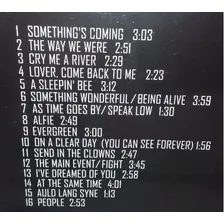 1 SOMETHING'S COMING 3:03
2 THE WAY WE WERE 2:51
3 CRY ME A RIVER 2:29
4 LOVER, COME BACK TO ME 2:23
5 A SLEEPIN' BEE 3:12
6 SOMETHING WONDERFUL / BEING ALIVE 3:59
7 AS TIME GOES BY / SPEAK LOW 1:30
8 ALFIE 2:49
9 EVERGREEN 3:00
10 ON A CLEAR DAY (YOU CAN SEE FOREVER) 1:56
11 SEND IN THE CLOWNS 2:47
12 THE MAIN EVENT / FIGHT 3:45
13 I'VE DREAMED OF YOU 2:58
14 AT THE SAME TIME 4:01
15 AULD LANG SYNE 1:13
16 PEOPLE 2:53